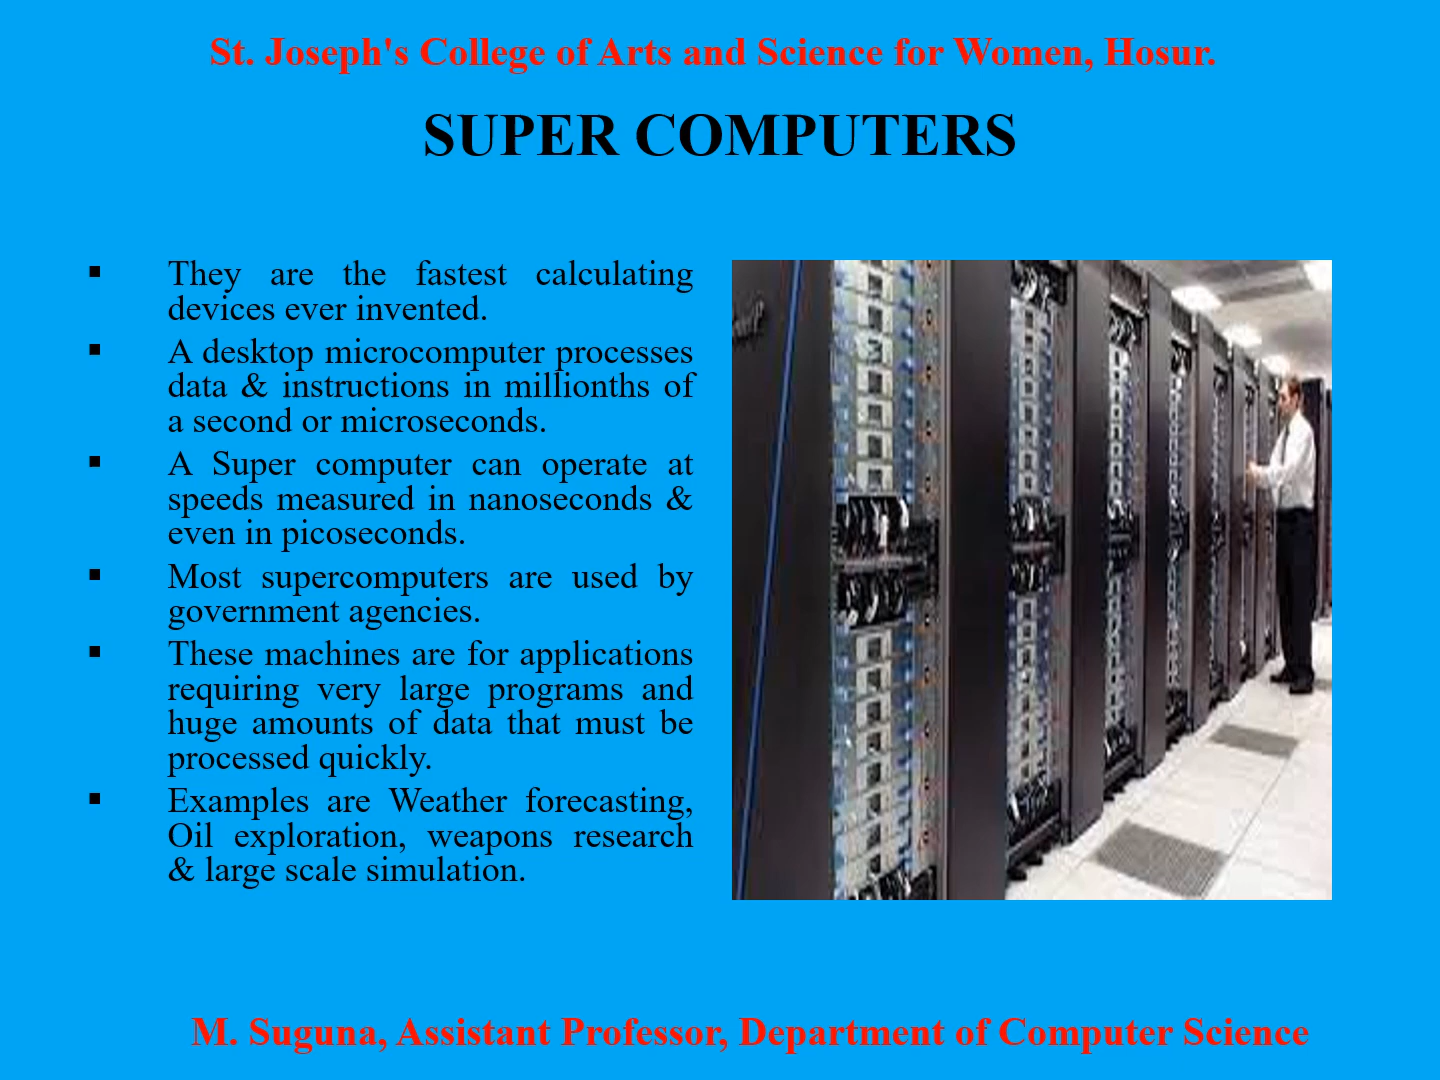 St. Joseph's College of Arts and Science for Women, Hosur.
SUPER COMPUTERS
▪ They are the fastest calculating
devices ever invented.
▪ A desktop microcomputer processes
data & instructions in millionths of
a second or microseconds.
▪ A Super computer can operate at
speeds measured in nanoseconds &
even in picoseconds.
▪ Most supercomputers are used by
government agencies.
▪ These machines are for applications
requiring very large programs and
huge amounts of data that must be
processed quickly.
▪ Examples are Weather forecasting,
Oil exploration, weapons research
& large scale simulation.
M. Suguna, Assistant Professor, Department of Computer Science